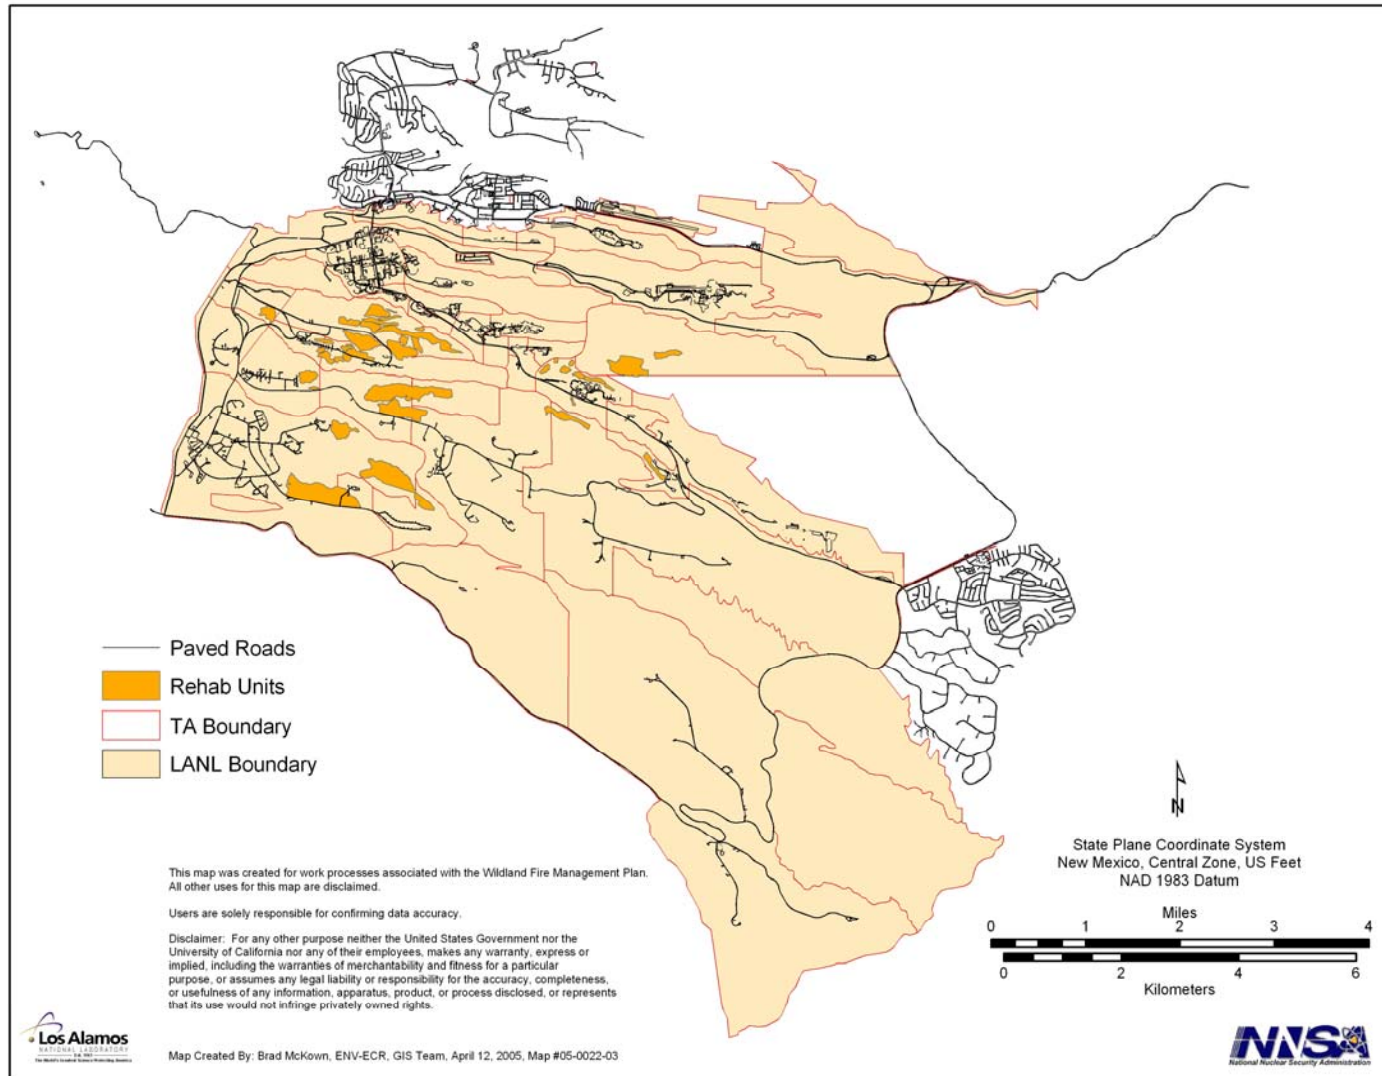 Paved Roads
Rehab Units
TA Boundary
LANL Boundary
N
State Plane Coordinate System
New Mexico, Central Zone, US Feet
NAD 1983 Datum
Miles
0 1 2 3 4
0 2 4 6
Kilometers
This map was created for work processes associated with the Wildland Fire Management Plan.
All other uses for this map are disclaimed.
Users are solely responsible for confirming data accuracy.
Disclaimer: For any other purpose neither the United States Government nor the
University of California nor any of their employees, makes any warranty, express or
implied, including the warranties of merchantability and fitness for a particular
purpose, or assumes any legal liability or responsibility for the accuracy, completeness,
or usefulness of any information, apparatus, product, or process disclosed, or represents
that its use would not infringe privately owned rights.
Los Alamos
NATIONAL LABORATORY
The World's Greatest Science Protecting America
Map Created By: Brad McKown, ENV-ECR, GIS Team, April 12, 2005, Map #05-0022-03
NNSA
National Nuclear Security Administration